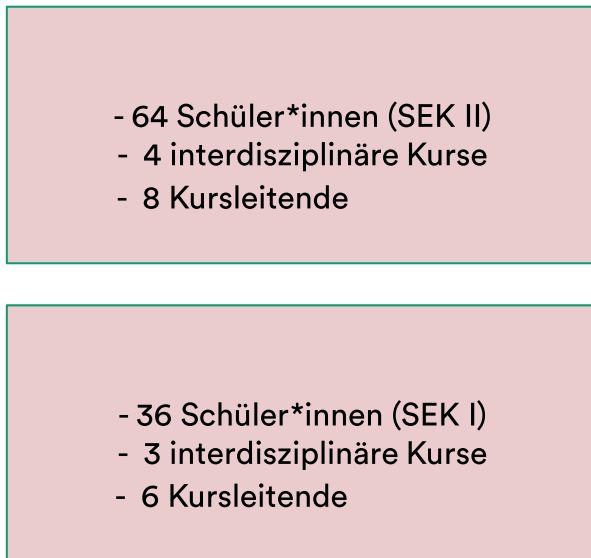 - 64 Schüler*innen (SEK II)
- 4 interdisziplinäre Kurse
- 8 Kursleitende
- 36 Schüler*innen (SEK I)
- 3 interdisziplinäre Kurse
- 6 Kursleitende